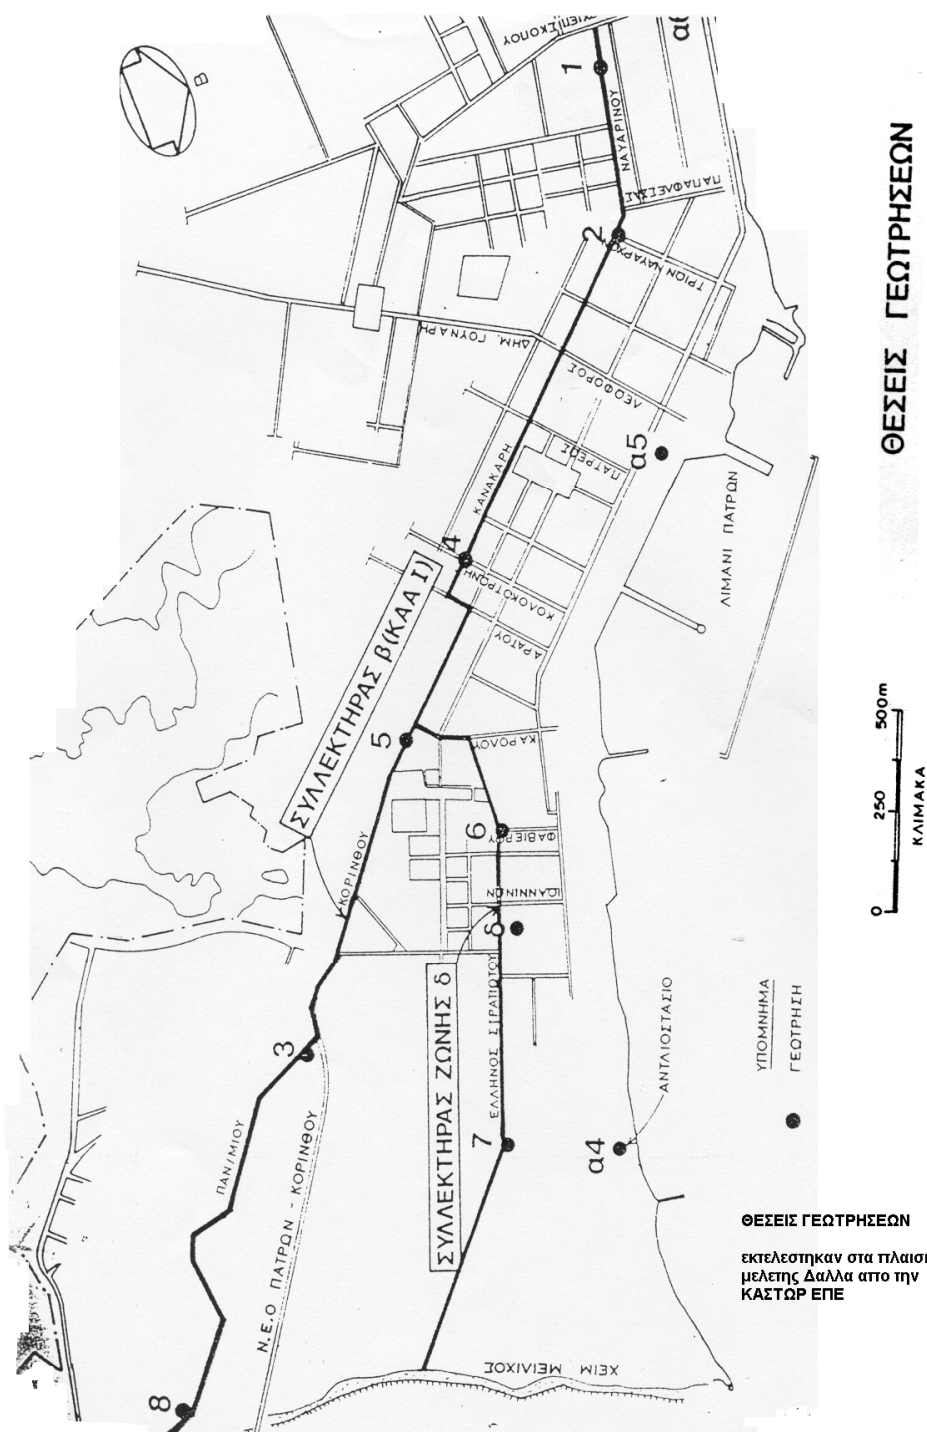 ΘΕΣΕΙΣ ΓΕΩΤΡΗΣΕΩΝ
Β
ΝΑΥΑΡΙΝΟΥ
ΠΑΠΑΦΛΕΣΣΑ
ΤΡΙΩΝ ΝΑΥΑΡΧΩΝ
ΔΗΜ. ΓΟΥΝΑΡΗ
ΛΕΩΦΟΡΟΣ
ΠΑΤΡΕΩΣ
ΚΑΝΑΚΑΡΗ
ΚΟΛΟΚΟΤΡΩΝΗ
ΑΡΑΤΟΥ
ΚΑΡΟΛΟΥ
ΦΑΒΙΕΡΟΥ
ΙΩΑΝΝΙΝΩΝ
ΚΟΡΙΝΘΟΥ
ΕΛΛΗΝΟΣ ΣΤΡΑΤΙΩΤΟΥ
ΠΑΝ/ΜΙΟΥ
Ν.Ε.Ο ΠΑΤΡΩΝ - ΚΟΡΙΝΘΟΥ
ΧΕΙΜ ΜΕΙΛΙΧΟΣ
ΛΙΜΑΝΙ ΠΑΤΡΩΝ
ΑΝΤΛΙΟΣΤΑΣΙΟ
ΣΥΛΛΕΚΤΗΡΑΣ β(ΚΑΑ Ι)
ΣΥΛΛΕΚΤΗΡΑΣ ΖΩΝΗΣ δ
1
2
4
5
6
δ
3
7
8
α5
α4
0 250 500m
ΚΛΙΜΑΚΑ
ΥΠΟΜΝΗΜΑ
ΓΕΩΤΡΗΣΗ
ΘΕΣΕΙΣ ΓΕΩΤΡΗΣΕΩΝ
εκτελεστηκαν στα πλαισι
μελετης Δαλλα απο την
ΚΑΣΤΩΡ ΕΠΕ